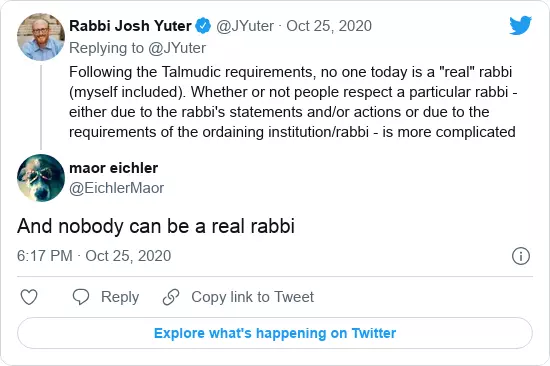 Rabbi Josh Yuter @JYuter · Oct 25, 2020
Replying to @JYuter
Following the Talmudic requirements, no one today is a "real" rabbi
(myself included). Whether or not people respect a particular rabbi -
either due to the rabbi's statements and/or actions or due to the
requirements of the ordaining institution/rabbi - is more complicated
maor eichler
@EichlerMaor
And nobody can be a real rabbi
6:17 PM · Oct 25, 2020
Reply Copy link to Tweet
Explore what's happening on Twitter